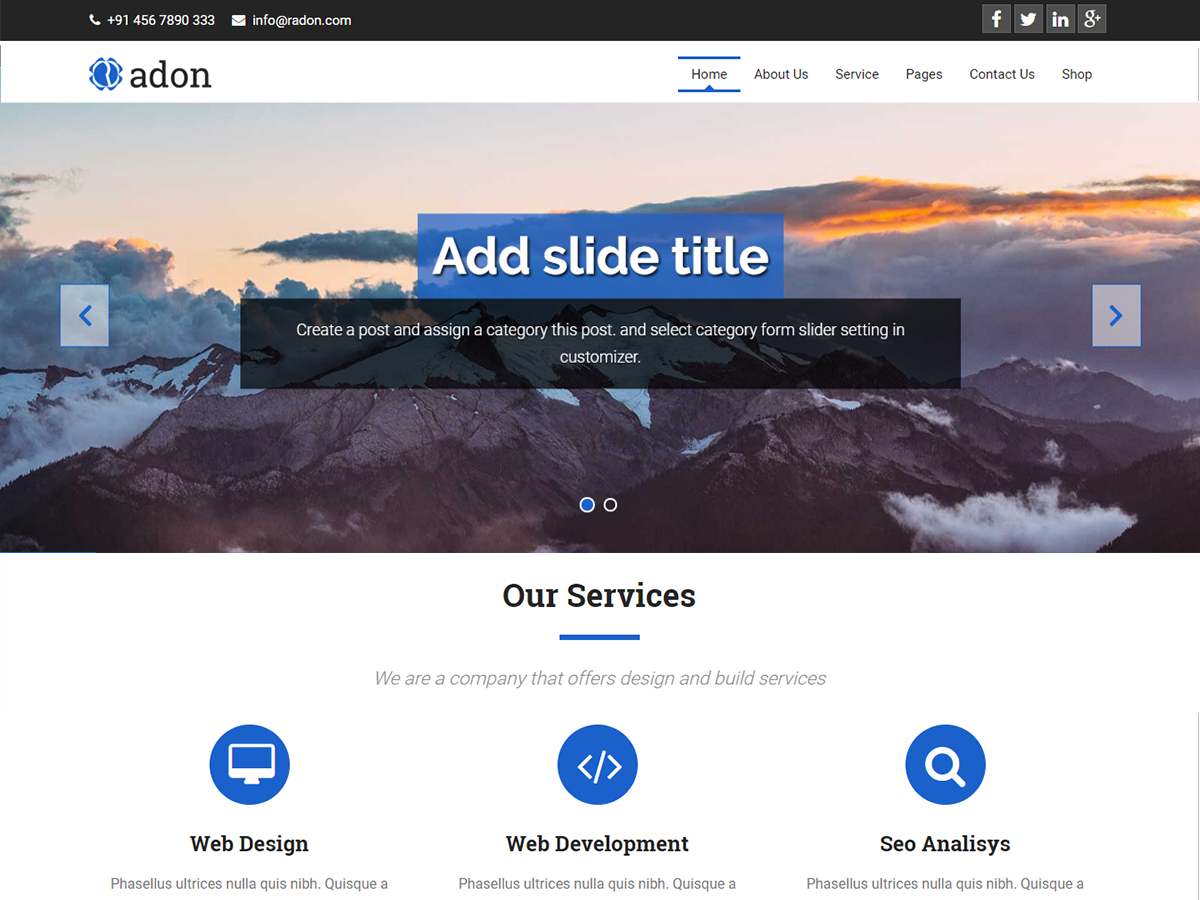 +91 456 7890 333 info@radon.com
adon
Home About Us Service Pages Contact Us Shop
Add slide title
Create a post and assign a category this post. and select category form slider setting in
customizer.
Our Services
We are a company that offers design and build services
Web Design Web Development Seo Analisys
Phasellus ultrices nulla quis nibh. Quisque a Phasellus ultrices nulla quis nibh. Quisque a Phasellus ultrices nulla quis nibh. Quisque a